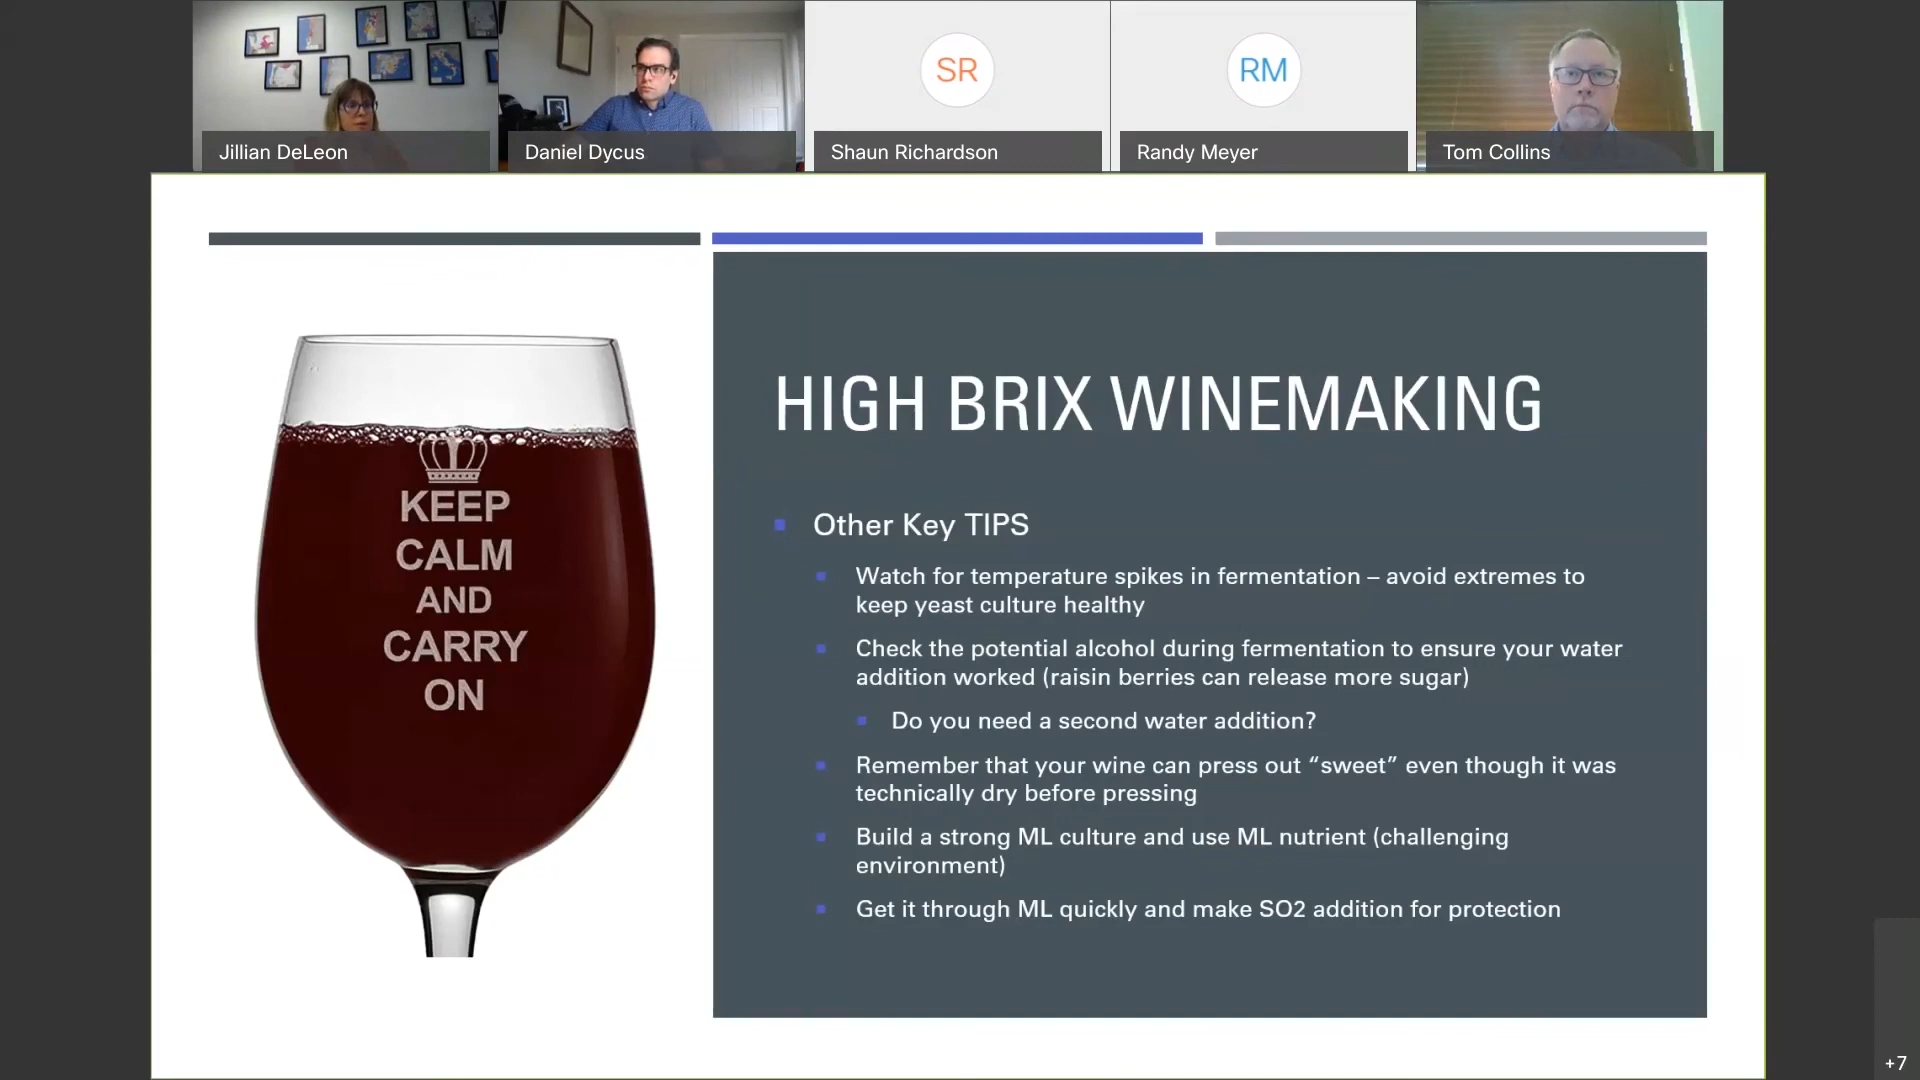 SR
RM
Jillian DeLeon
Daniel Dycus
Shaun Richardson
Randy Meyer
Tom Collins
KEEP
CALM
AND
CARRY
ON
HIGH BRIX WINEMAKING
Other Key TIPS
Watch for temperature spikes in fermentation – avoid extremes to
keep yeast culture healthy
Check the potential alcohol during fermentation to ensure your water
addition worked (raisin berries can release more sugar)
Do you need a second water addition?
Remember that your wine can press out “sweet” even though it was
technically dry before pressing
Build a strong ML culture and use ML nutrient (challenging
environment)
Get it through ML quickly and make SO2 addition for protection
+7